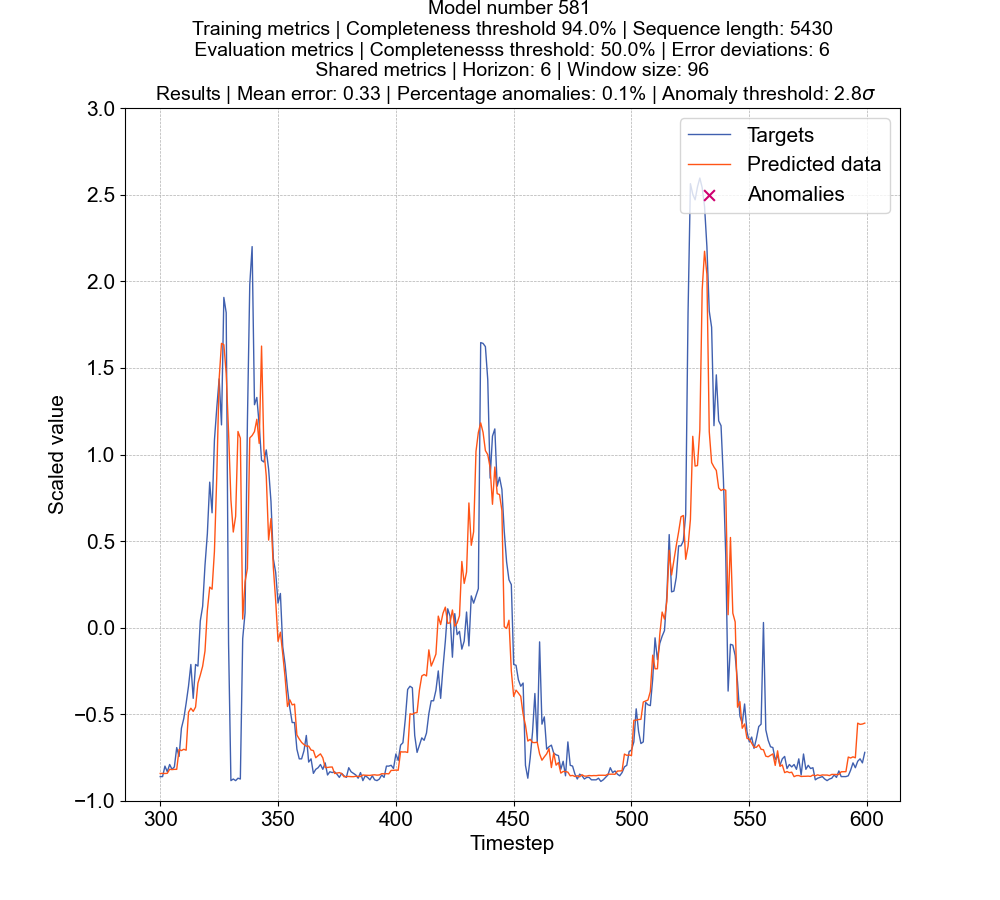 Model number 581
Training metrics | Completeness threshold 94.0% | Sequence length: 5430
Evaluation metrics | Completenesss threshold: 50.0% | Error deviations: 6
Shared metrics | Horizon: 6 | Window size: 96
Results | Mean error: 0.33 | Percentage anomalies: 0.1% | Anomaly threshold: 2.8σ
Targets
Predicted data
Anomalies
Scaled value
3.0
2.5
2.0
1.5
1.0
0.5
0.0
−0.5
−1.0
300 350 400 450 500 550 600
Timestep